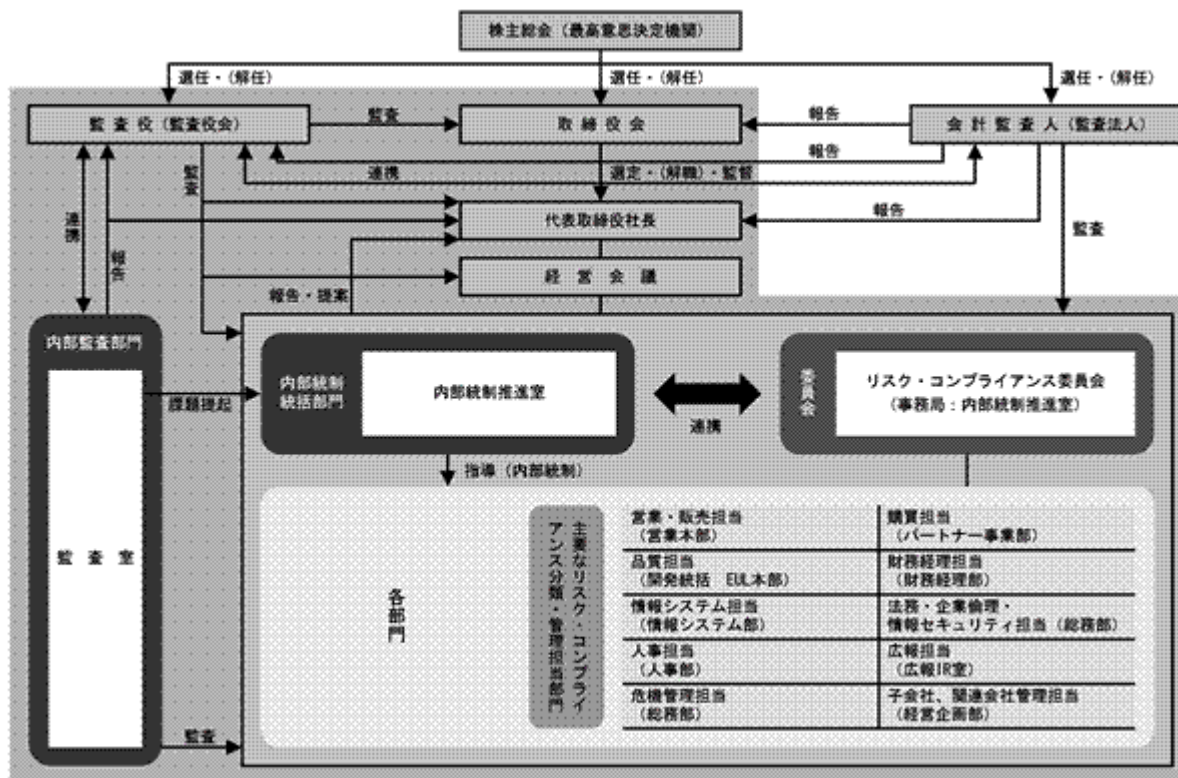 株主総会（最高意思決定機関）
選任・（解任）
選任・（解任）
選任・（解任）
監査役（監査役会）
監査
取締役会
報告
会計監査人（監査法人）
報告
連携
選定・（解職）・監督
監査
連携
報告
代表取締役社長
報告
監査
経営会議
報告・提案
内部監査部門
監査室
課題提起
内部統制
統括部門
内部統制推進室
連携
委員会
リスク・コンプライアンス委員会
（事務局：内部統制推進室）
指導（内部統制）
各部門
主要なリスク・コンプライ
アンス分類・管理担当部門
営業・販売担当
（営業本部）
購買担当
（パートナー事業部）
品質担当
（開発統括　EUL本部）
財務経理担当
（財務経理部）
情報システム担当
（情報システム部）
法務・企業倫理・
情報セキュリティ担当（総務部）
人事担当
（人事部）
広報担当
（広報IR室）
危機管理担当
（総務部）
子会社、関連会社管理担当
（経営企画部）
監査